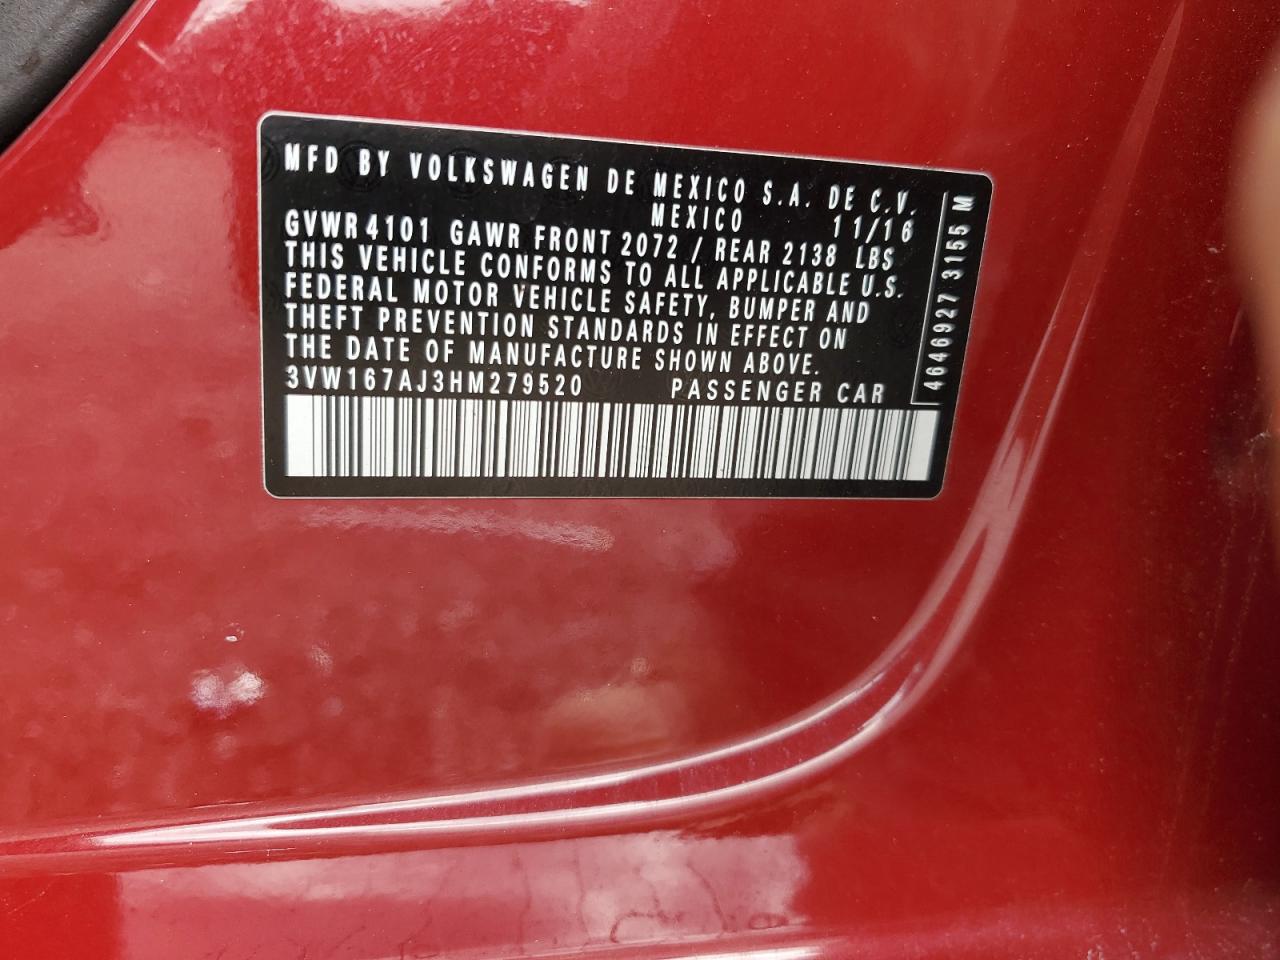 MFD BY VOLKSWAGEN DE MEXICO S.A. DE C.V.
MEXICO 11/16
GVWR 4101 GAWR FRONT 2072 / REAR 2138 LBS
THIS VEHICLE CONFORMS TO ALL APPLICABLE U.S.
FEDERAL MOTOR VEHICLE SAFETY, BUMPER AND
THEFT PREVENTION STANDARDS IN EFFECT ON
THE DATE OF MANUFACTURE SHOWN ABOVE.
3VW167AJ3HM279520 PASSENGER CAR
4646927 3155 M